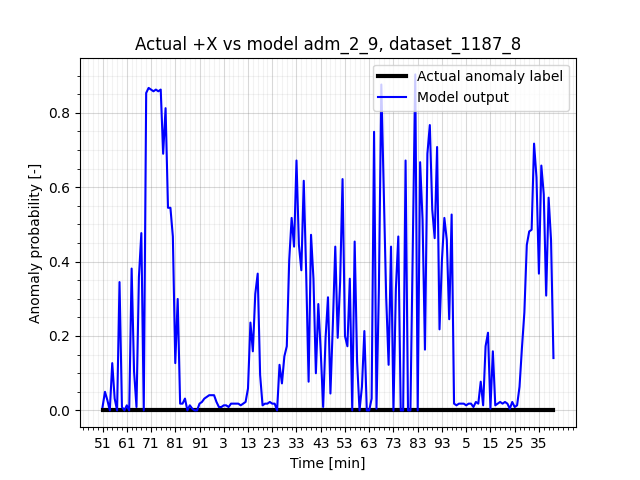 Actual +X vs model adm_2_9, dataset_1187_8
Actual anomaly label
Model output
Anomaly probability [-]
0.8
0.6
0.4
0.2
0.0
51 61 71 81 91 3 13 23 33 43 53 63 73 83 93 5 15 25 35
Time [min]